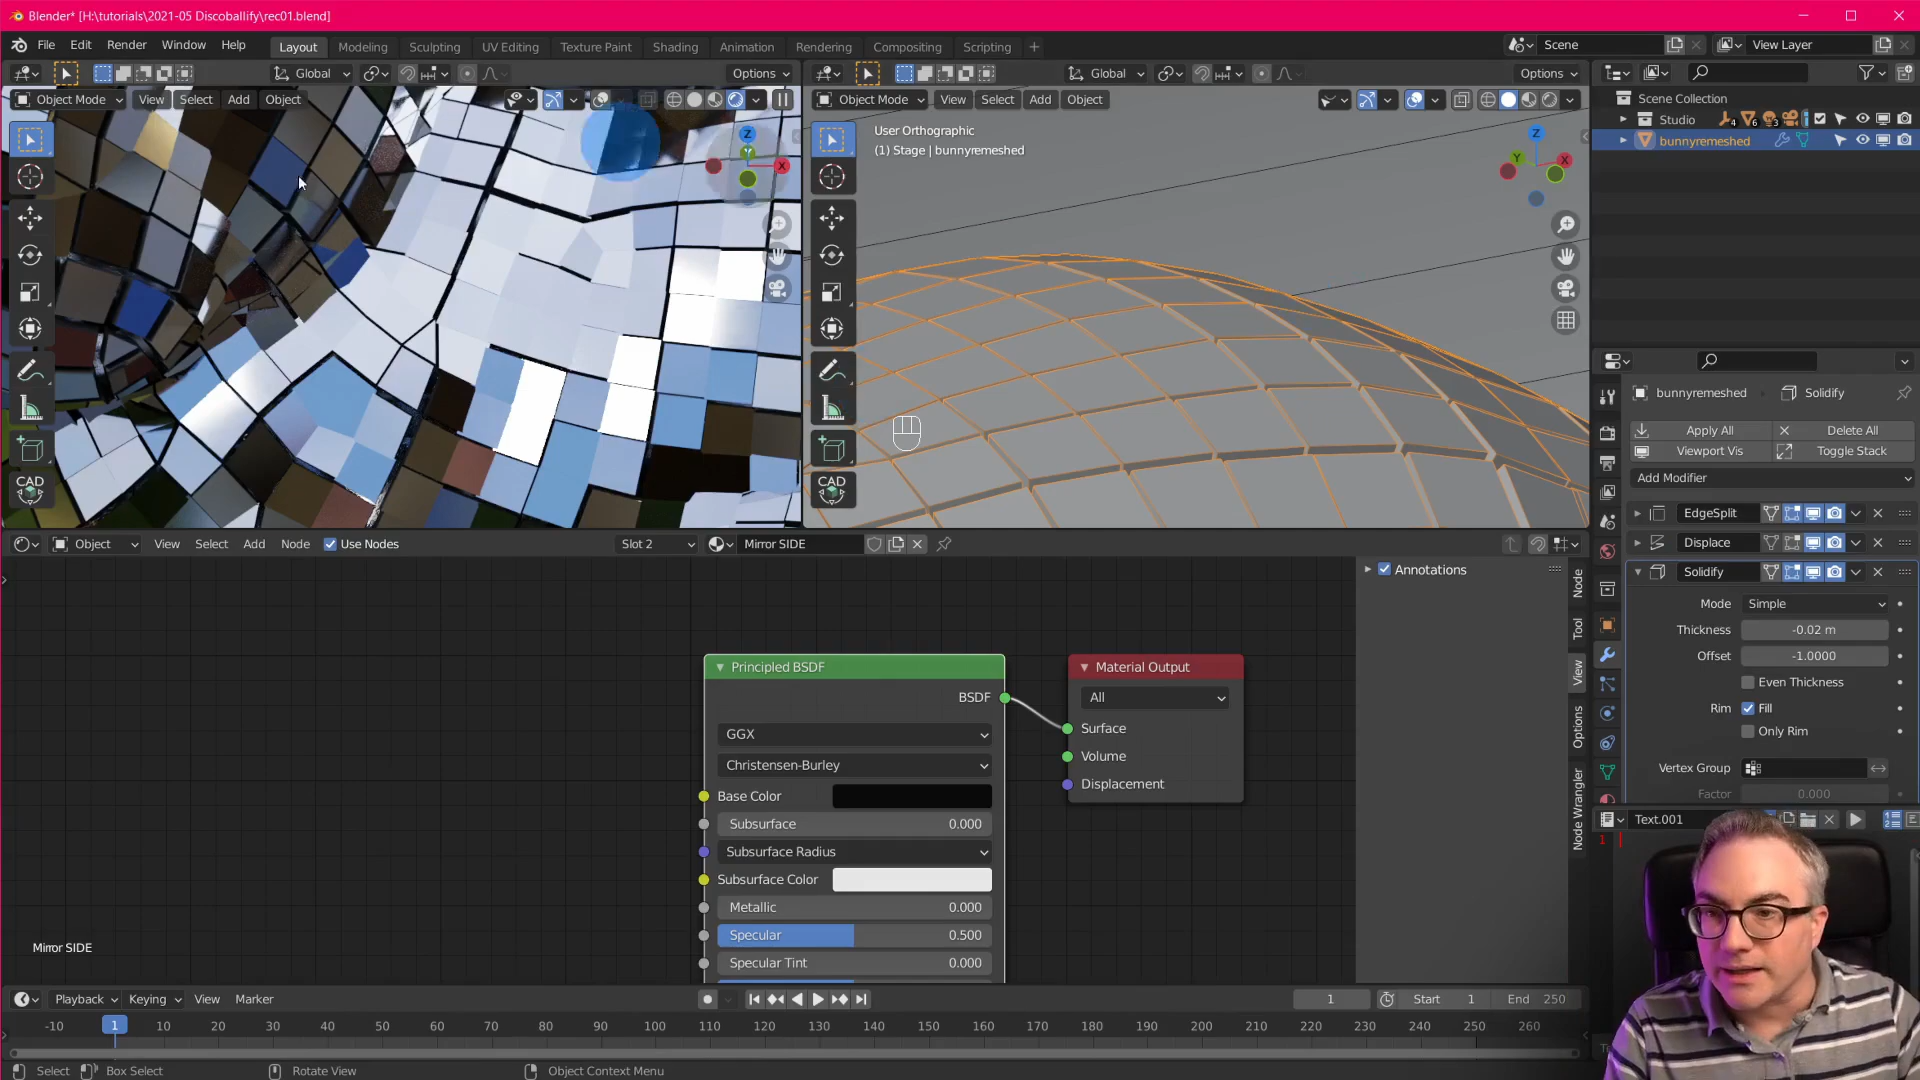 Blender* [H:\tutorials\2021-05 Discoballify\rec01.blend]
File Edit Render Window Help Layout Modeling Sculpting UV Editing Texture Paint Shading Animation Rendering Compositing Scripting + Scene View Layer
Global Options Global Options
Object Mode View Select Add Object Object Mode View Select Add Object
Scene Collection
Studio 4 6 3
bunnyremeshed
User Orthographic
(1) Stage | bunnyremeshed
Z Y X
Z Y X
CAD
CAD
bunnyremeshed Solidify
Apply All Delete All
Viewport Vis Toggle Stack
Add Modifier
EdgeSplit
Displace
Solidify
Mode Simple
Thickness -0.02 m
Offset -1.0000
Even Thickness
Rim Fill
Only Rim
Vertex Group
Factor 0.000
Text.001
1
Object View Select Add Node Use Nodes Slot 2 Mirror SIDE
Annotations
Node
Tool
View
Options
Node Wrangler
Principled BSDF
BSDF
GGX
Christensen-Burley
Base Color
Subsurface 0.000
Subsurface Radius
Subsurface Color
Metallic 0.000
Specular 0.500
Specular Tint 0.000
Material Output
All
Surface
Volume
Displacement
Mirror SIDE
Playback Keying View Marker 1 Start 1 End 250
-10 1 10 20 30 40 50 60 70 80 90 100 110 120 130 140 150 160 170 180 190 200 210 220 230 240 250 260
Select Box Select Rotate View Object Context Menu